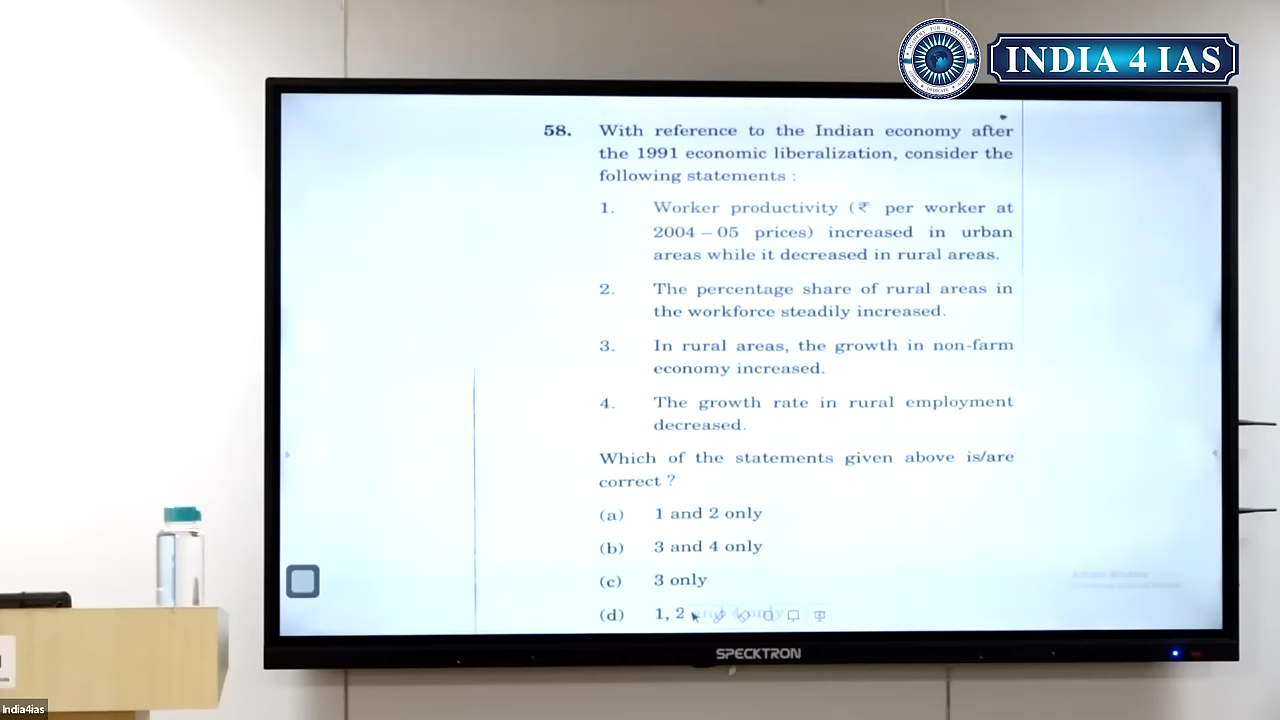 INDIA 4 IAS
58. With reference to the Indian economy after
the 1991 economic liberalization, consider the
following statements :
1. Worker productivity (₹ per worker at
2004 – 05 prices) increased in urban
areas while it decreased in rural areas.
2. The percentage share of rural areas in
the workforce steadily increased.
3. In rural areas, the growth in non-farm
economy increased.
4. The growth rate in rural employment
decreased.
Which of the statements given above is/are
correct ?
(a) 1 and 2 only
(b) 3 and 4 only
(c) 3 only
(d) 1, 2 and 4 only
SPECKTRON
India4ias